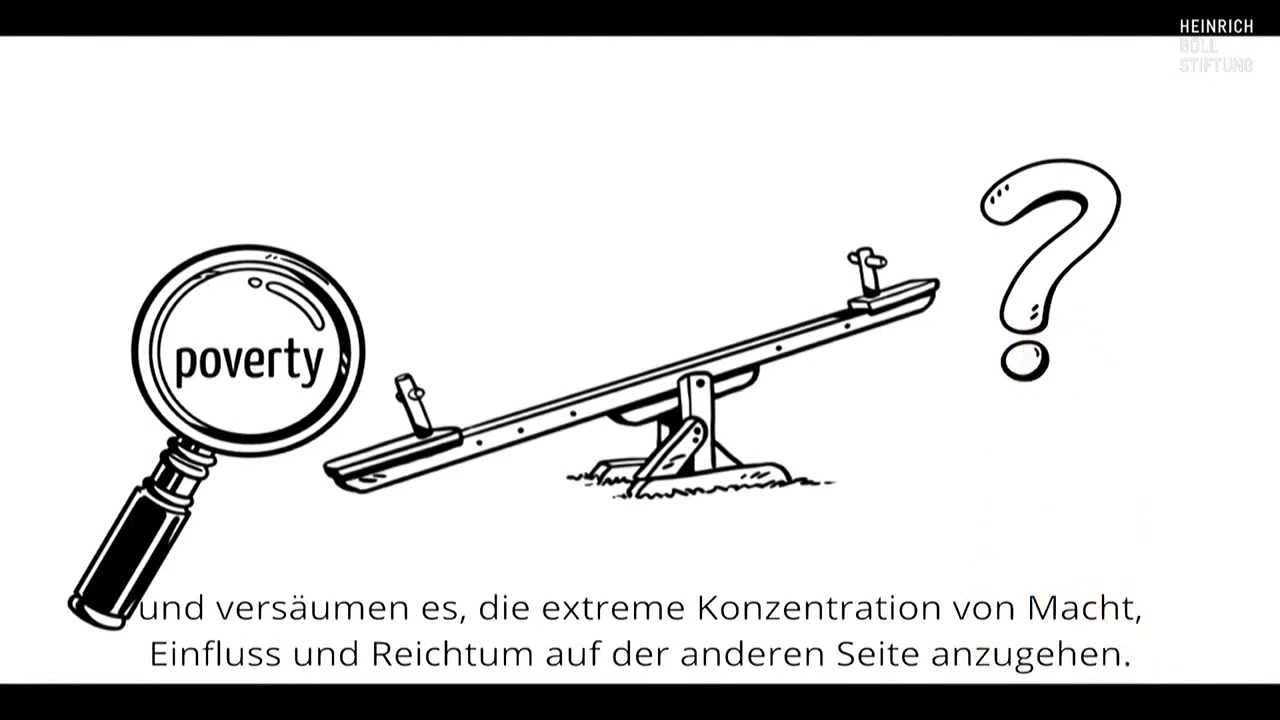 HEINRICH
BÖLL
STIFTUNG
poverty
und versäumen es, die extreme Konzentration von Macht,
Einfluss und Reichtum auf der anderen Seite anzugehen.